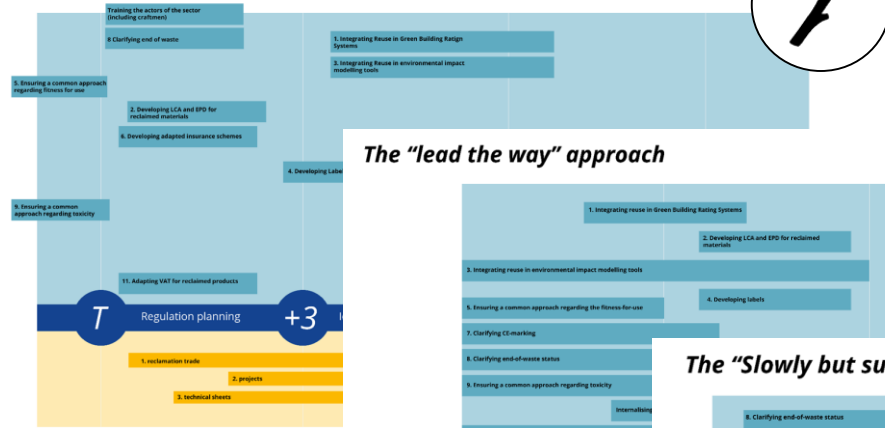 Training the actors of the sector
(including craftmen)
8 Clarifying end of waste
1. Integrating Reuse in Green Building Ratign
Systems
3. Integrating Reuse in environmental impact
modelling tools
5. Ensuring a common approach
regarding fitness for use
2. Developing LCA and EPD for
reclaimed materials
6. Developing adapted insurance schemes
4. Developing Labe
9. Ensuring a common
approach regarding toxicity
11. Adapting VAT for reclaimed products
T
Regulation planning
+3
1. reclamation trade
2. projects
3. technical sheets
The “lead the way” approach
1. Integrating reuse in Green Building Rating Systems
2. Developing LCA and EPD for reclaimed
materials
3. Integrating reuse in environmental impact modelling tools
4. Developing labels
5. Ensuring a common approach regarding the fitness-for-use
7. Clarifying CE-marking
8. Clarifying end-of-waste status
9. Ensuring a common approach regarding toxicity
Internalising
The “Slowly but su
8. Clarifying end-of-waste status